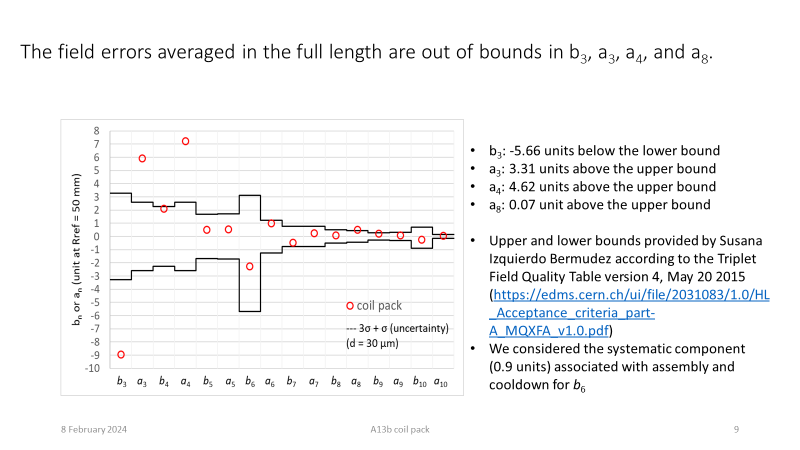 The field errors averaged in the full length are out of bounds in b3, a3, a4, and a8.
8
7
6
5
4
3
2
1
0
-1
-2
-3
-4
-5
-6
-7
-8
-9
-10
bn or an (unit at Rref = 50 mm)
coil pack
--- 3σ + σ (uncertainty)
(d = 30 µm)
b3 a3 b4 a4 b5 a5 b6 a6 b7 a7 b8 a8 b9 a9 b10 a10
• b3: -5.66 units below the lower bound
• a3: 3.31 units above the upper bound
• a4: 4.62 units above the upper bound
• a8: 0.07 unit above the upper bound
• Upper and lower bounds provided by Susana
Izquierdo Bermudez according to the Triplet
Field Quality Table version 4, May 20 2015
(https://edms.cern.ch/ui/file/2031083/1.0/HL
_Acceptance_criteria_part-
A_MQXFA_v1.0.pdf)
• We considered the systematic component
(0.9 units) associated with assembly and
cooldown for b6
8 February 2024
A13b coil pack
9